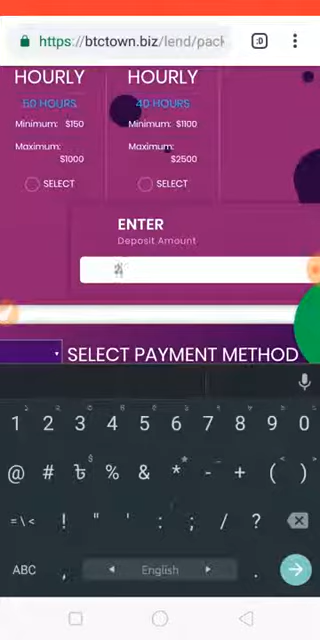 https://btctown.biz/lend/pack
:D
HOURLY HOURLY
50 HOURS 40 HOURS
Minimum: $150 Minimum: $1100
Maximum: $1000 Maximum: $2500
SELECT SELECT
ENTER
Deposit Amount
SELECT PAYMENT METHOD
1 2 3 4 5 6 7 8 9 0
@ # ৳ % & * - + ( )
= \ < ! " ' : ; / ?
ABC , English .